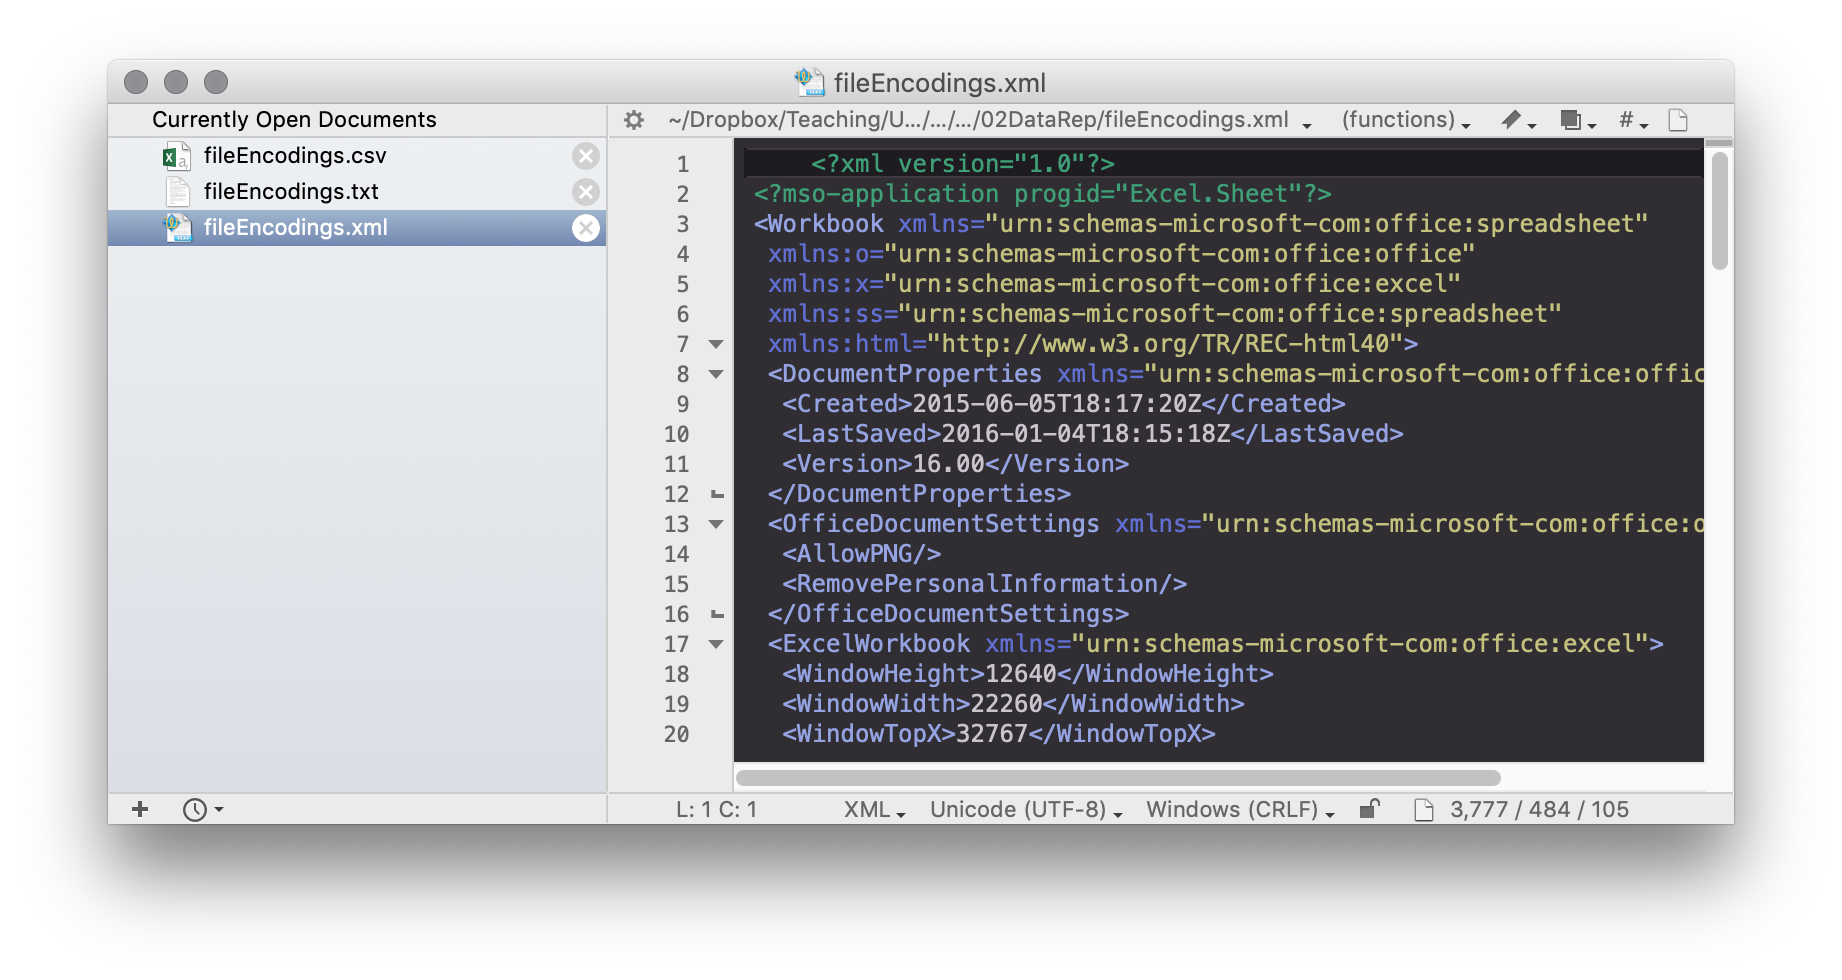 fileEncodings.xml
Currently Open Documents
~/Dropbox/Teaching/U.../.../.../02DataRep/fileEncodings.xml (functions) #
fileEncodings.csv
fileEncodings.txt
fileEncodings.xml
1 <?xml version="1.0"?>
2 <?mso-application progid="Excel.Sheet"?>
3 <Workbook xmlns="urn:schemas-microsoft-com:office:spreadsheet"
4 xmlns:o="urn:schemas-microsoft-com:office:office"
5 xmlns:x="urn:schemas-microsoft-com:office:excel"
6 xmlns:ss="urn:schemas-microsoft-com:office:spreadsheet"
7 xmlns:html="http://www.w3.org/TR/REC-html40">
8 <DocumentProperties xmlns="urn:schemas-microsoft-com:office:offic
9 <Created>2015-06-05T18:17:20Z</Created>
10 <LastSaved>2016-01-04T18:15:18Z</LastSaved>
11 <Version>16.00</Version>
12 </DocumentProperties>
13 <OfficeDocumentSettings xmlns="urn:schemas-microsoft-com:office:o
14 <AllowPNG/>
15 <RemovePersonalInformation/>
16 </OfficeDocumentSettings>
17 <ExcelWorkbook xmlns="urn:schemas-microsoft-com:office:excel">
18 <WindowHeight>12640</WindowHeight>
19 <WindowWidth>22260</WindowWidth>
20 <WindowTopX>32767</WindowTopX>
L: 1 C: 1 XML Unicode (UTF-8) Windows (CRLF) 3,777 / 484 / 105